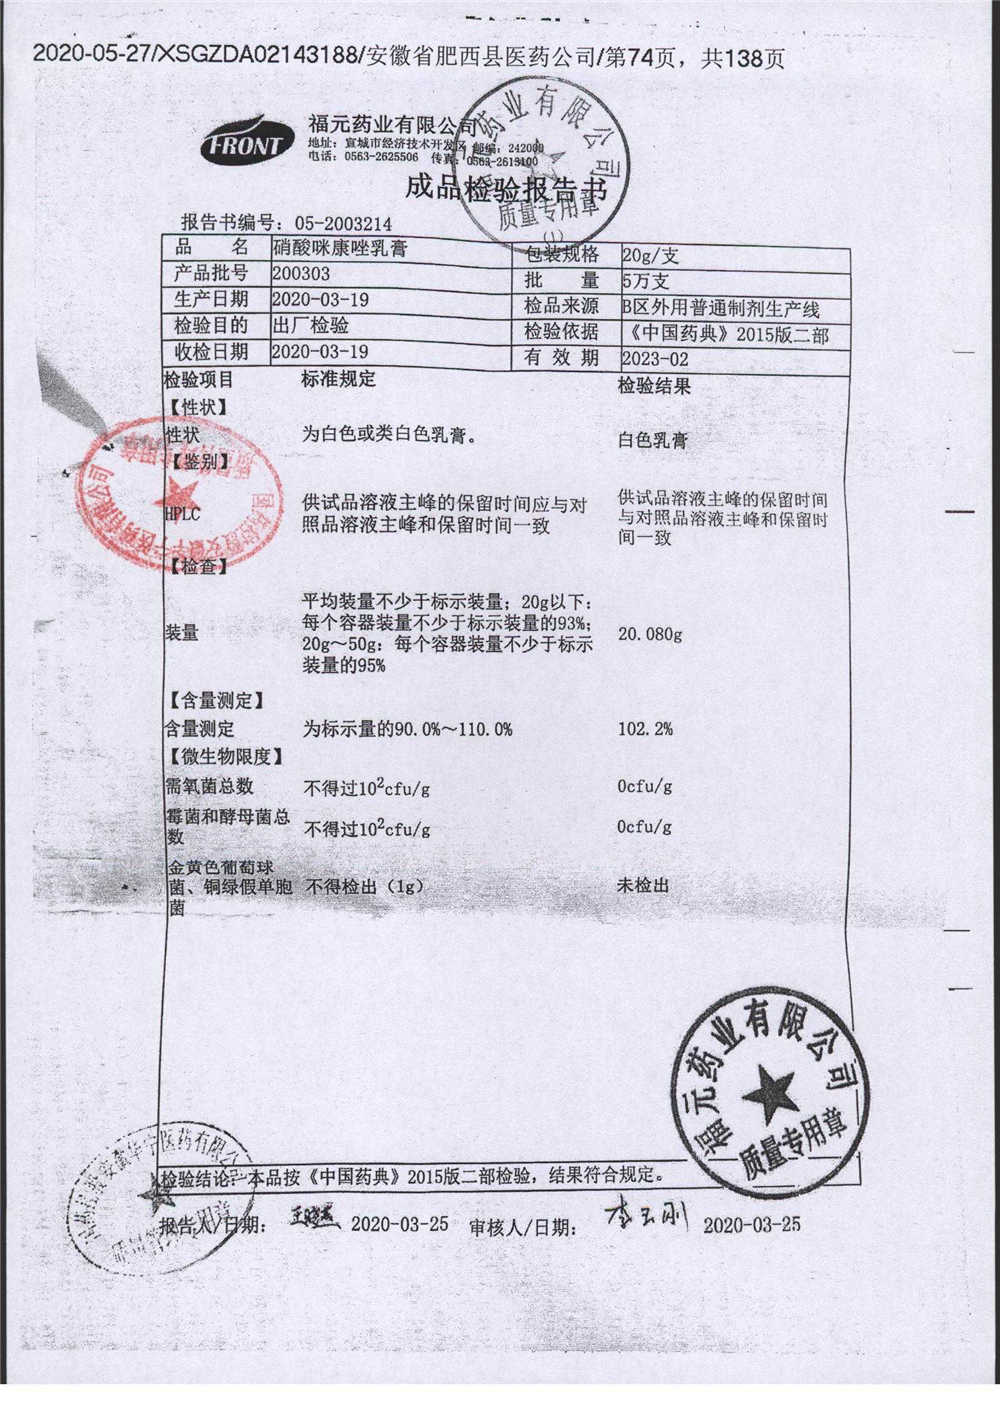 2020-05-27/XSGZDA02143188/安徽省肥西县医药公司/第74页，共138页
FRONT
福元药业有限公司
地址：宣城市经济技术开发区 邮编：242000
电话：0563-2625506 传真：0563-2613100
成品检验报告书
药业有限公司
质量专用章
(1)
报告书编号：05-2003214
品 名 硝酸咪康唑乳膏 包装规格 20g/支
产品批号 200303 批 量 5万支
生产日期 2020-03-19 检品来源 B区外用普通制剂生产线
检验目的 出厂检验 检验依据 《中国药典》2015版二部
收检日期 2020-03-19 有 效 期 2023-02
检验项目 标准规定 检验结果
【性状】
性状 为白色或类白色乳膏。 白色乳膏
【鉴别】
HPLC 供试品溶液主峰的保留时间应与对 供试品溶液主峰的保留时间
照品溶液主峰和保留时间一致 与对照品溶液主峰和保留时
间一致
【检查】
平均装量不少于标示装量；20g以下：
每个容器装量不少于标示装量的93%；
装量 20g～50g：每个容器装量不少于标示 20.080g
装量的95%
【含量测定】
含量测定 为标示量的90.0%～110.0% 102.2%
【微生物限度】
需氧菌总数 不得过10²cfu/g 0cfu/g
霉菌和酵母菌总
数 不得过10²cfu/g 0cfu/g
金黄色葡萄球
菌、铜绿假单胞 不得检出（1g） 未检出
菌
福元药业有限公司
质量专用章
检验结论：本品按《中国药典》2015版二部检验，结果符合规定。
报告人/日期： 2020-03-25 审核人/日期： 2020-03-25